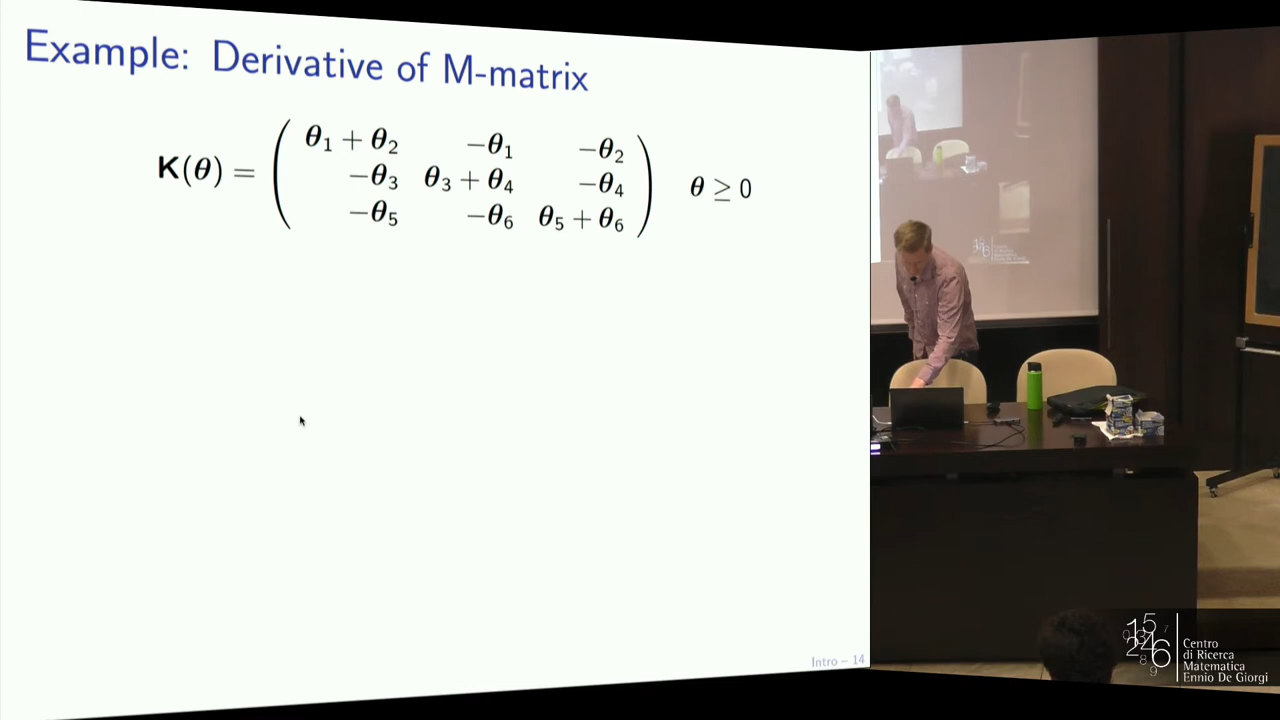 Example: Derivative of M-matrix
K(θ) = ( θ₁ + θ₂ −θ₁ −θ₂
−θ₃ θ₃ + θ₄ −θ₄
−θ₅ −θ₆ θ₅ + θ₆ ) θ ≥ 0
Intro – 14
Centro
di Ricerca
Matematica
Ennio De Giorgi